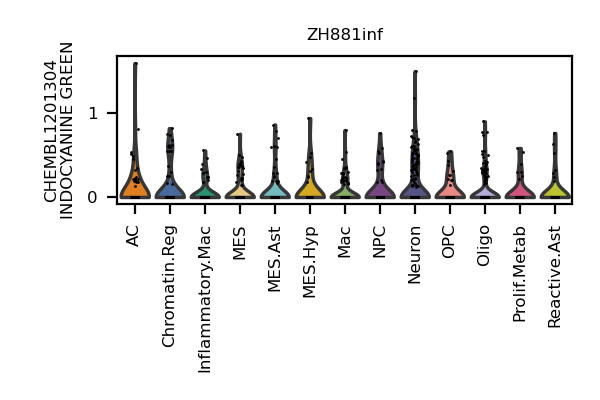 ZH881inf
CHEMBL1201304
INDOCYANINE GREEN
1
0
AC
Chromatin.Reg
Inflammatory.Mac
MES
MES.Ast
MES.Hyp
Mac
NPC
Neuron
OPC
Oligo
Prolif.Metab
Reactive.Ast